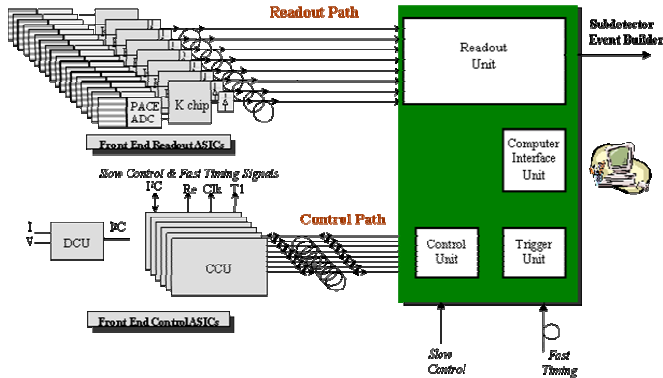 Readout Path
Subdetector
Event Builder
Readout
Unit
PACE
ADC
K chip
Front End Readout ASICs
Computer
Interface
Unit
Slow Control & Fast Timing Signals
I²C
Re Clk T1
Control Path
I
V
DCU
I²C
CCU
Control
Unit
Trigger
Unit
Front End Control ASICs
Slow
Control
Fast
Timing